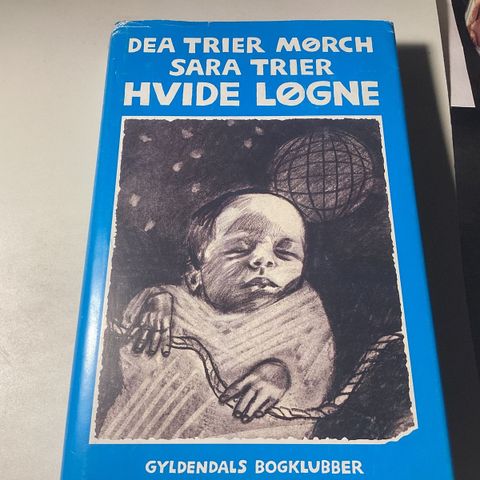 DEA TRIER MØRCH
SARA TRIER
HVIDE LØGNE
GYLDENDALS BOGKLUBBER